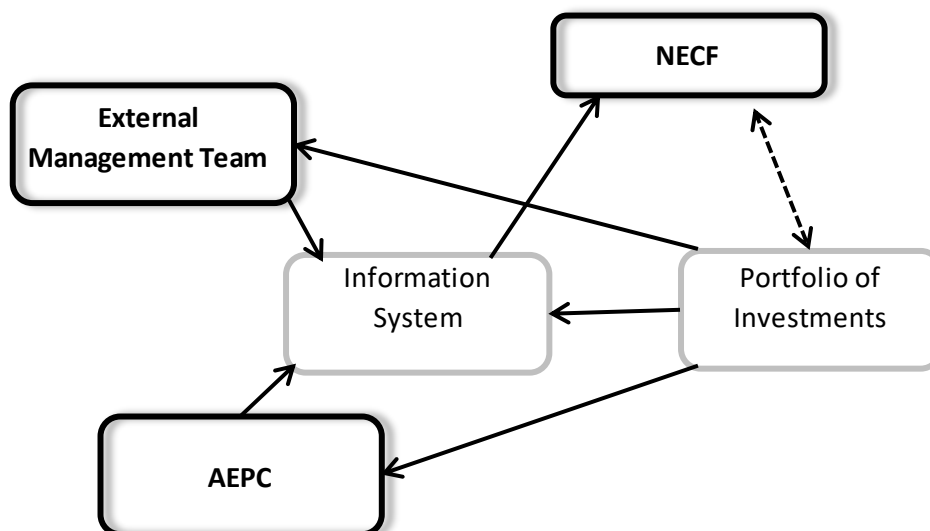 NECF
External
Management Team
Information
System
Portfolio of
Investments
AEPC